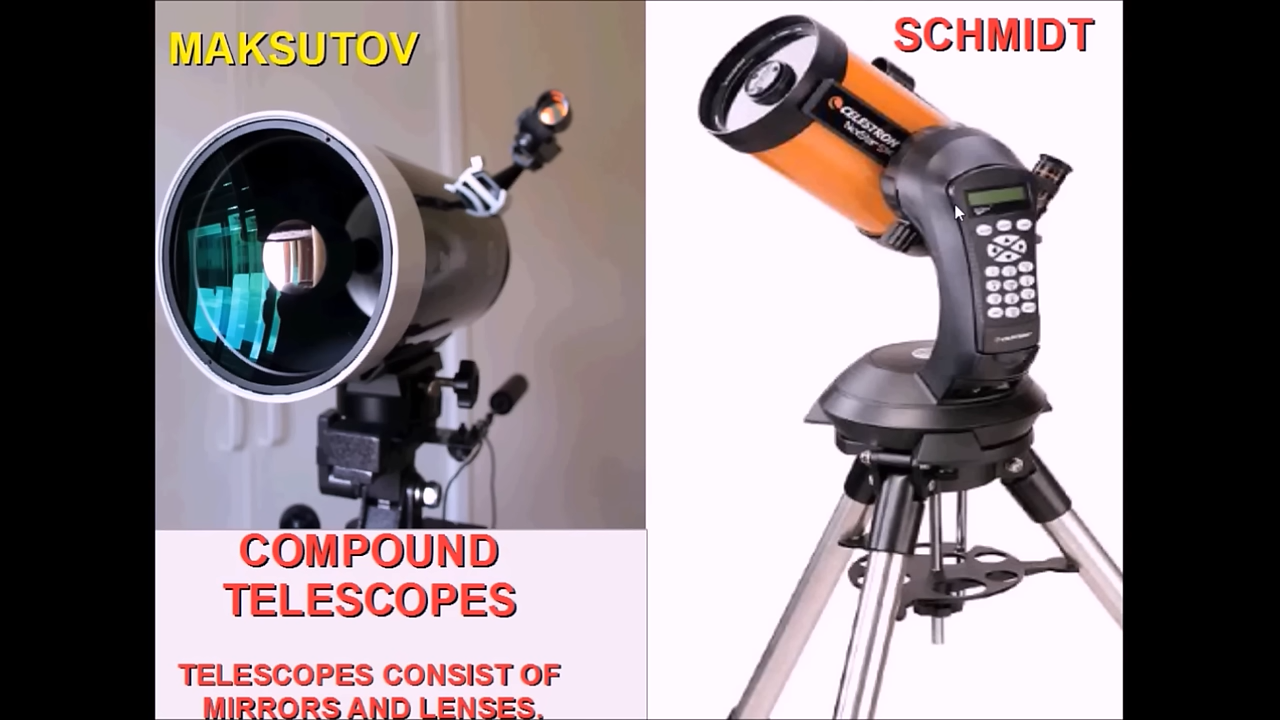 MAKSUTOV
SCHMIDT
CELESTRON
COMPOUND
TELESCOPES
TELESCOPES CONSIST OF
MIRRORS AND LENSES.